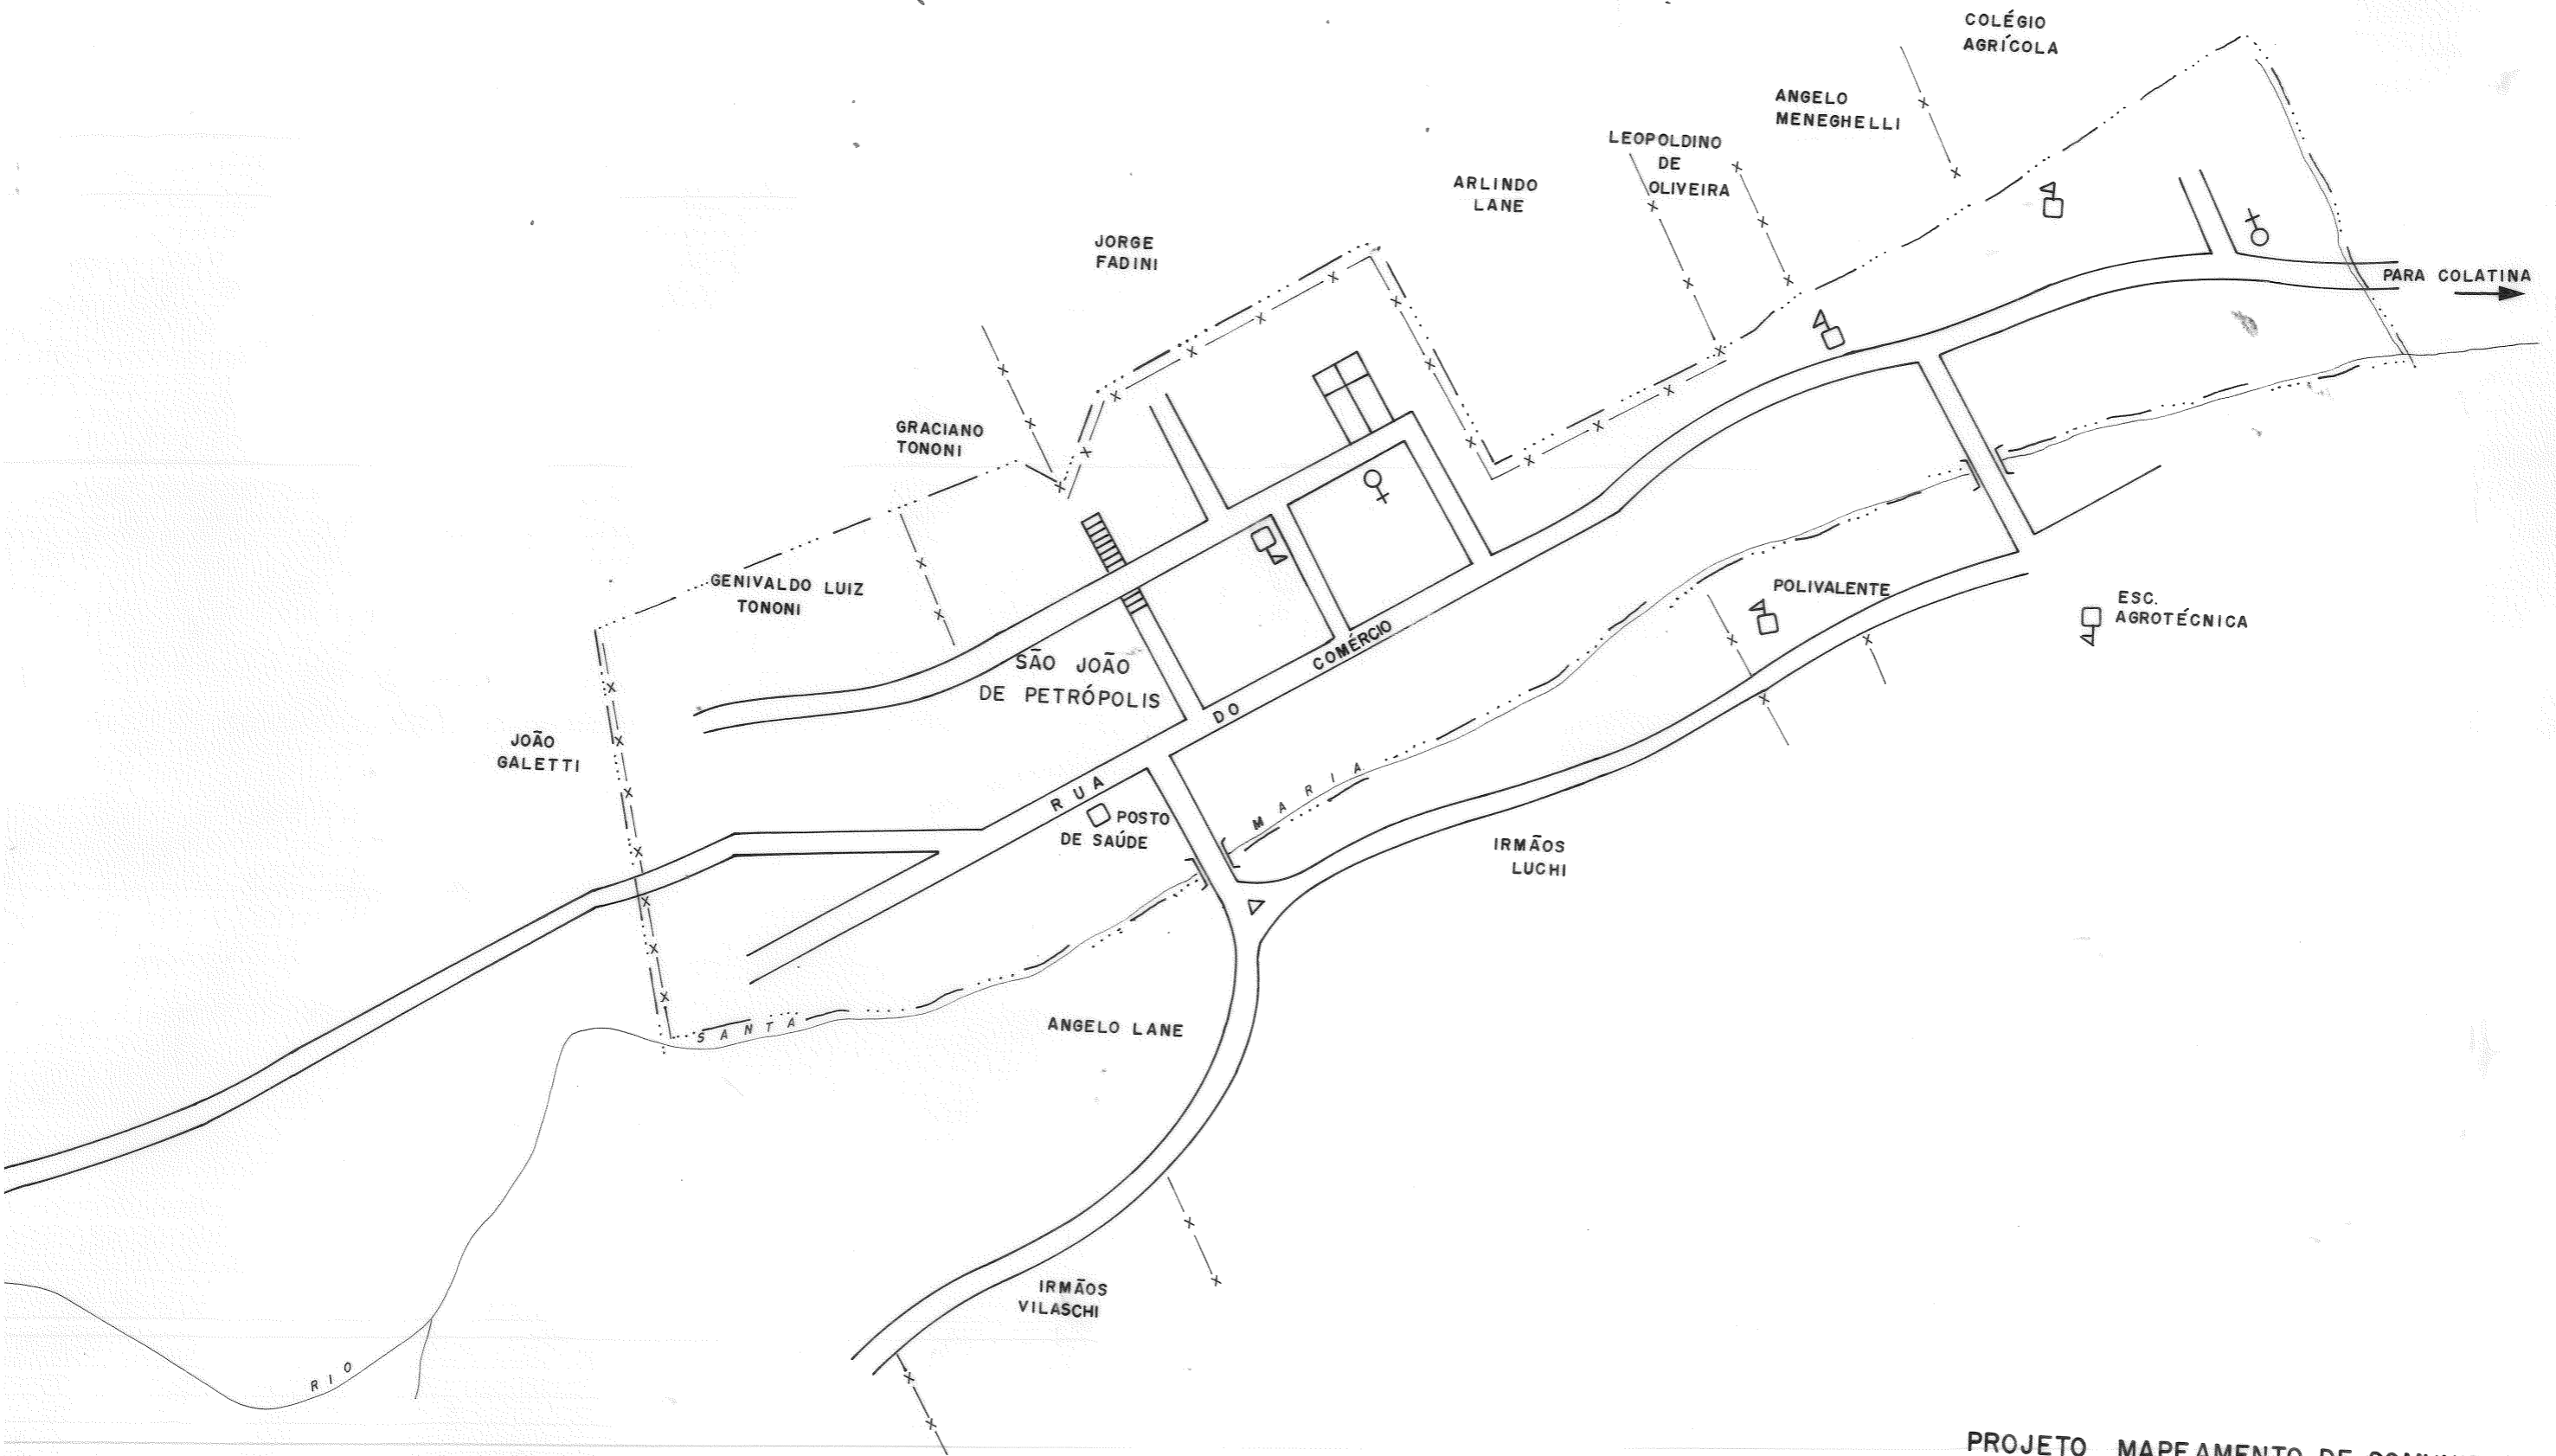 COLÉGIO
AGRÍCOLA
ANGELO
MENEGHELLI
LEOPOLDINO
DE
OLIVEIRA
ARLINDO
LANE
JORGE
FADINI
PARA COLATINA
GRACIANO
TONONI
GENIVALDO LUIZ
TONONI
SÃO JOÃO
DE PETRÓPOLIS
POLIVALENTE
ESC.
AGROTÉCNICA
JOÃO
GALETTI
RUA DO COMÉRCIO
POSTO
DE SAÚDE
IRMÃOS
LUCHI
ANGELO LANE
RIO SANTA MARIA
IRMÃOS
VILASCHI
PROJETO MAPEAMENTO DE